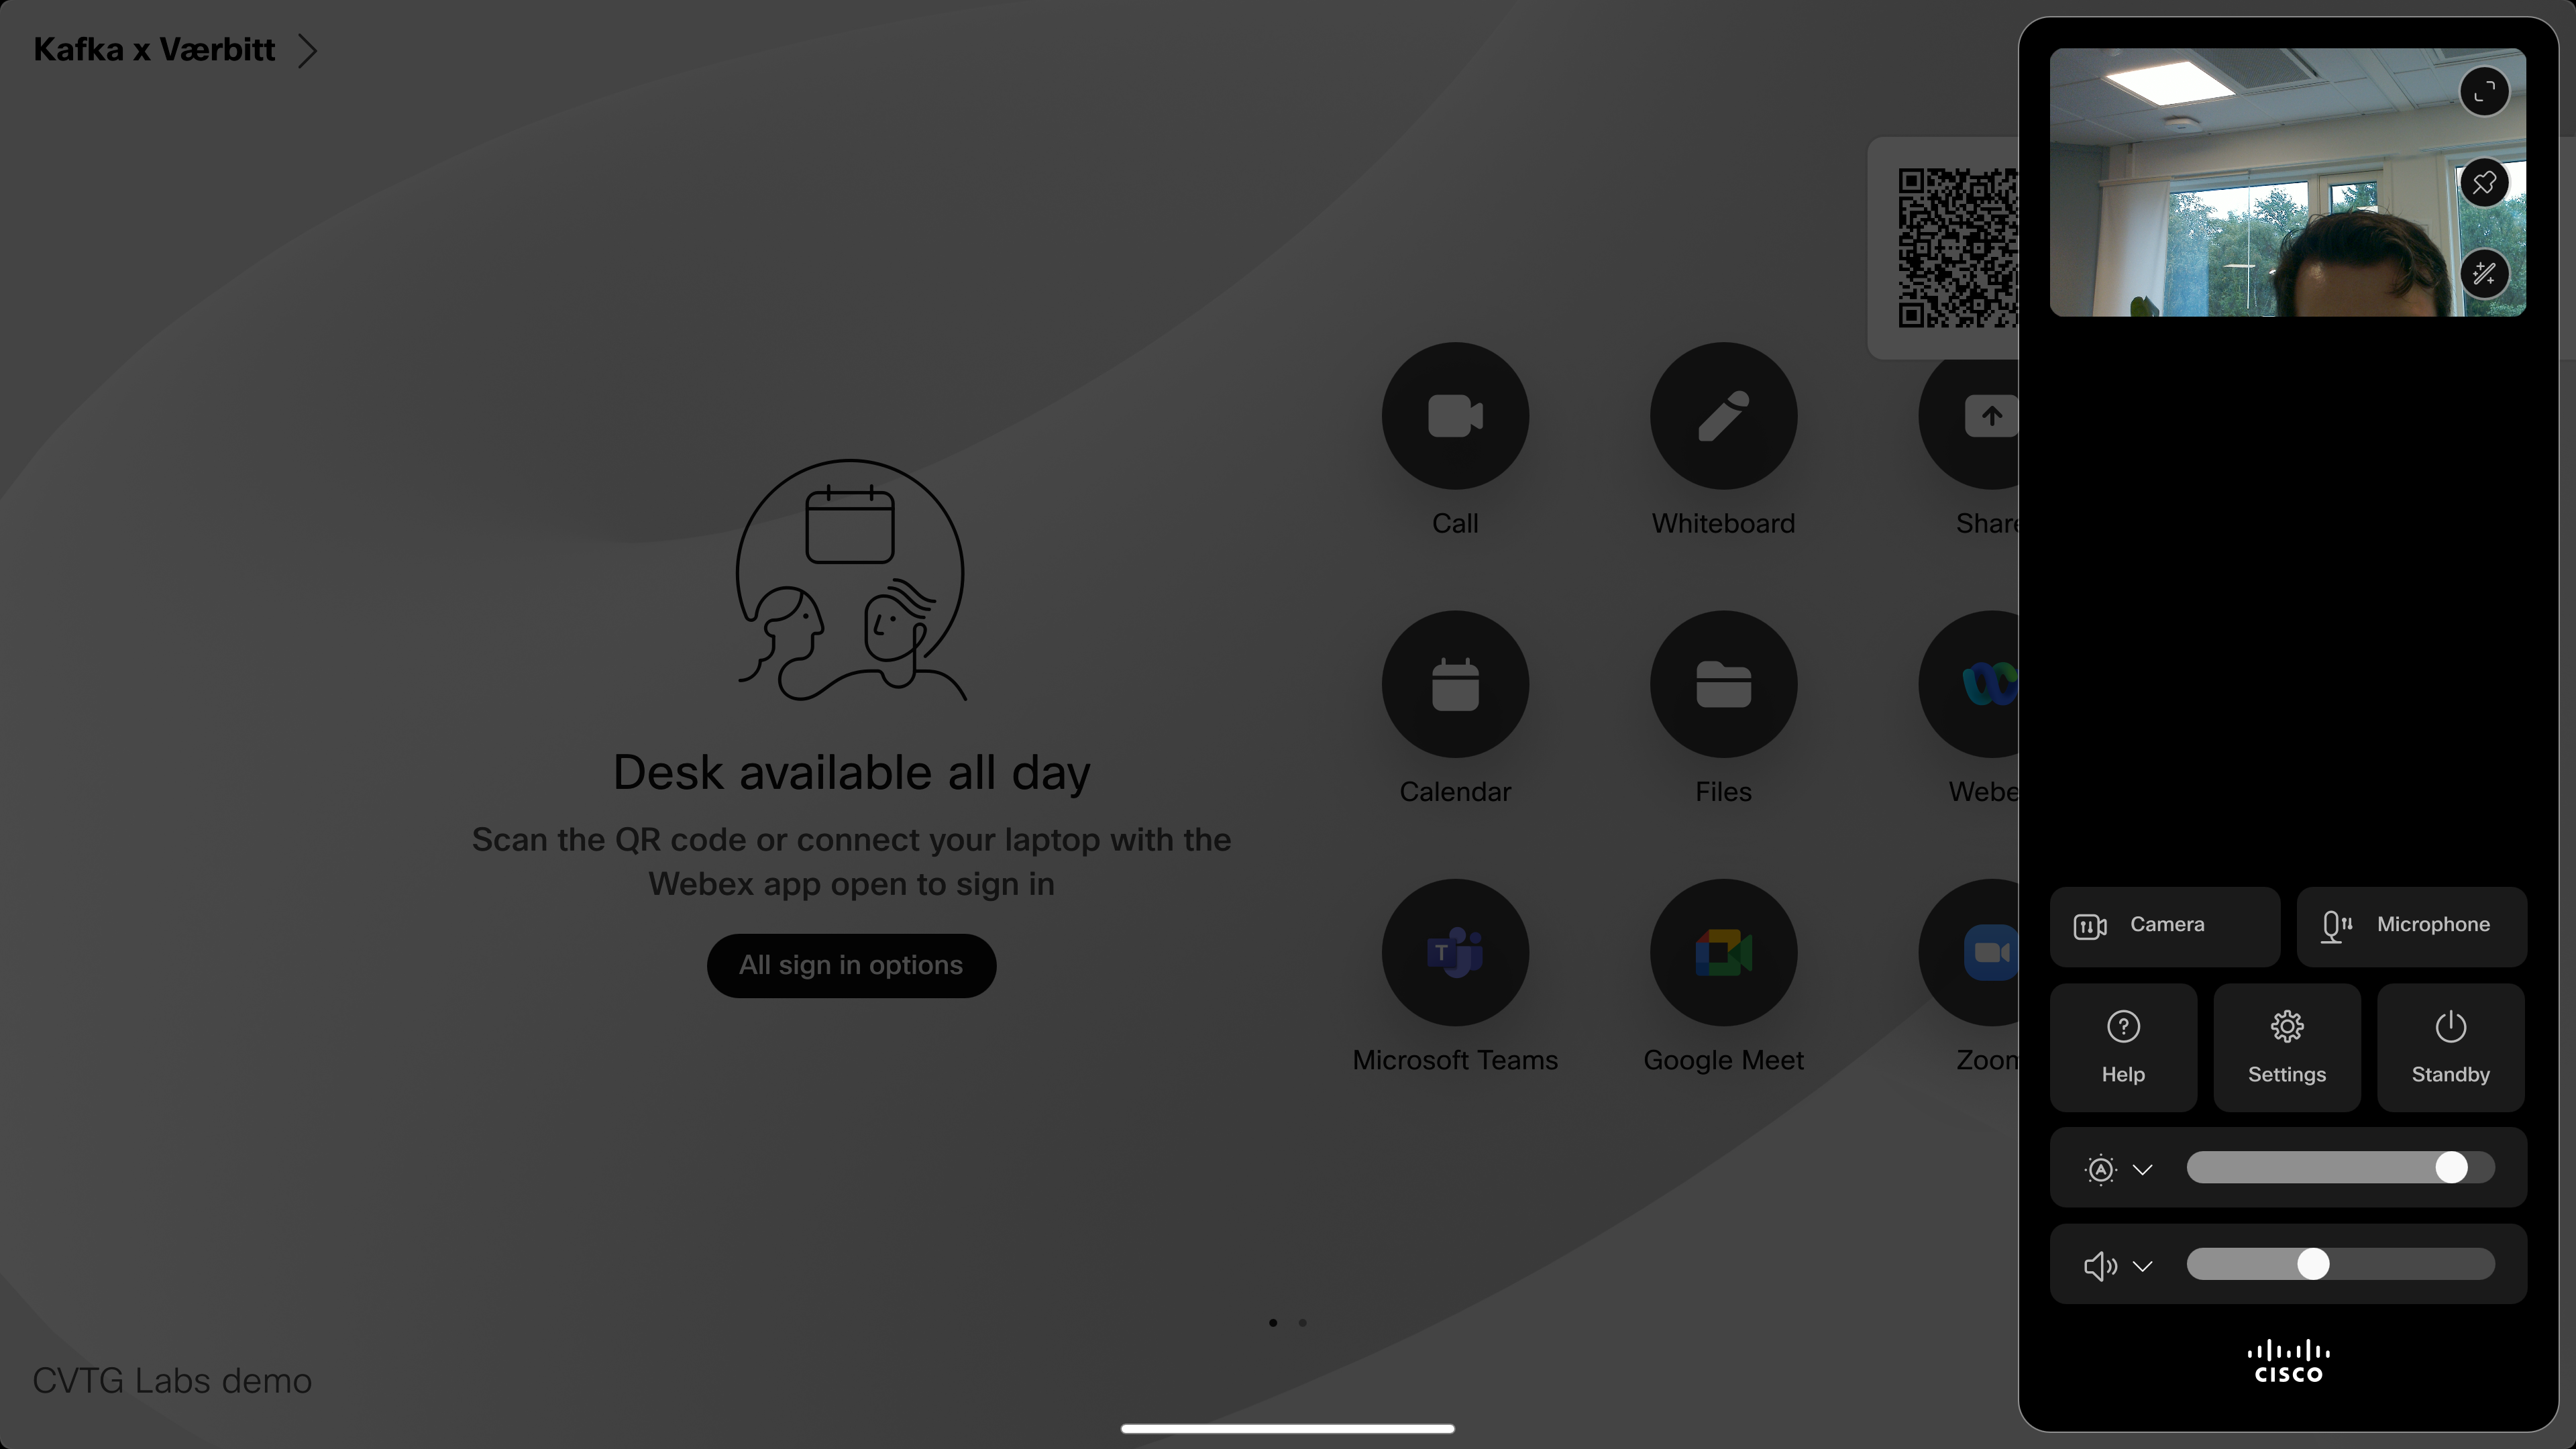 Kafka x Værbitt
Desk available all day
Scan the QR code or connect your laptop with the
Webex app open to sign in
All sign in options
Call
Whiteboard
Share
Calendar
Files
Webe
Microsoft Teams
Google Meet
Zoom
CVTG Labs demo
Camera
Microphone
Help
Settings
Standby
CISCO